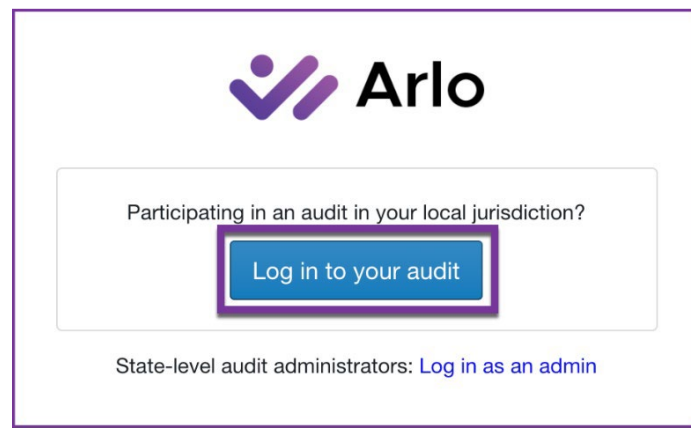 Arlo
Participating in an audit in your local jurisdiction?
Log in to your audit
State-level audit administrators: Log in as an admin